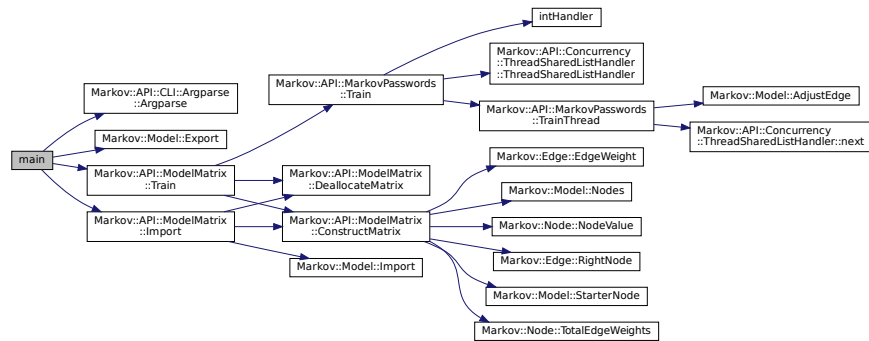 main
Markov::API::CLI::Argparse
::Argparse
Markov::Model::Export
Markov::API::ModelMatrix
::Train
Markov::API::ModelMatrix
::Import
Markov::API::MarkovPasswords
::Train
Markov::API::ModelMatrix
::DeallocateMatrix
Markov::API::ModelMatrix
::ConstructMatrix
Markov::Model::Import
intHandler
Markov::API::Concurrency
::ThreadSharedListHandler
::ThreadSharedListHandler
Markov::API::MarkovPasswords
::TrainThread
Markov::Edge::EdgeWeight
Markov::Model::Nodes
Markov::Node::NodeValue
Markov::Edge::RightNode
Markov::Model::StarterNode
Markov::Node::TotalEdgeWeights
Markov::Model::AdjustEdge
Markov::API::Concurrency
::ThreadSharedListHandler::next